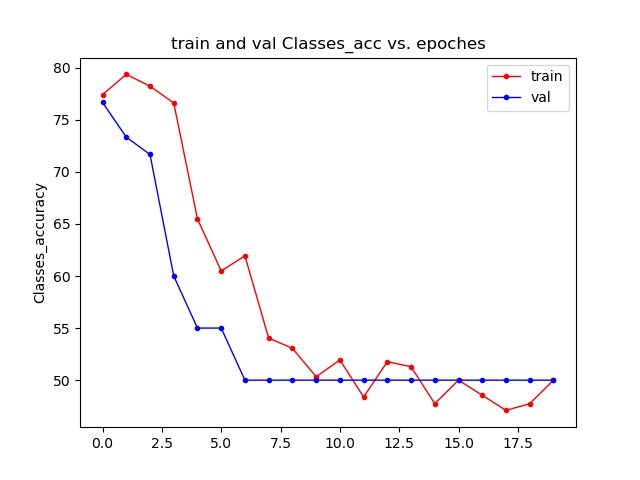 train and val Classes_acc vs. epoches
train
val
Classes_accuracy
80
75
70
65
60
55
50
0.0 2.5 5.0 7.5 10.0 12.5 15.0 17.5